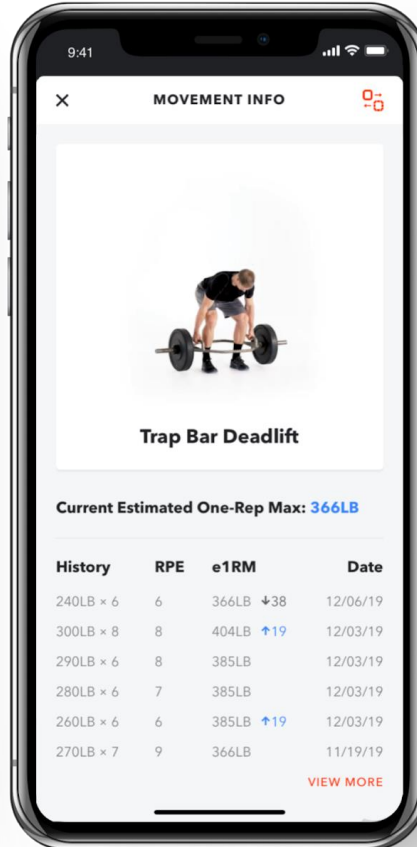 9:41
MOVEMENT INFO
Trap Bar Deadlift
Current Estimated One-Rep Max: 366LB
History RPE e1RM Date
240LB × 6 6 366LB ↓38 12/06/19
300LB × 8 8 404LB ↑19 12/03/19
290LB × 6 8 385LB 12/03/19
280LB × 6 7 385LB 12/03/19
260LB × 6 6 385LB ↑19 12/03/19
270LB × 7 9 366LB 11/19/19
VIEW MORE